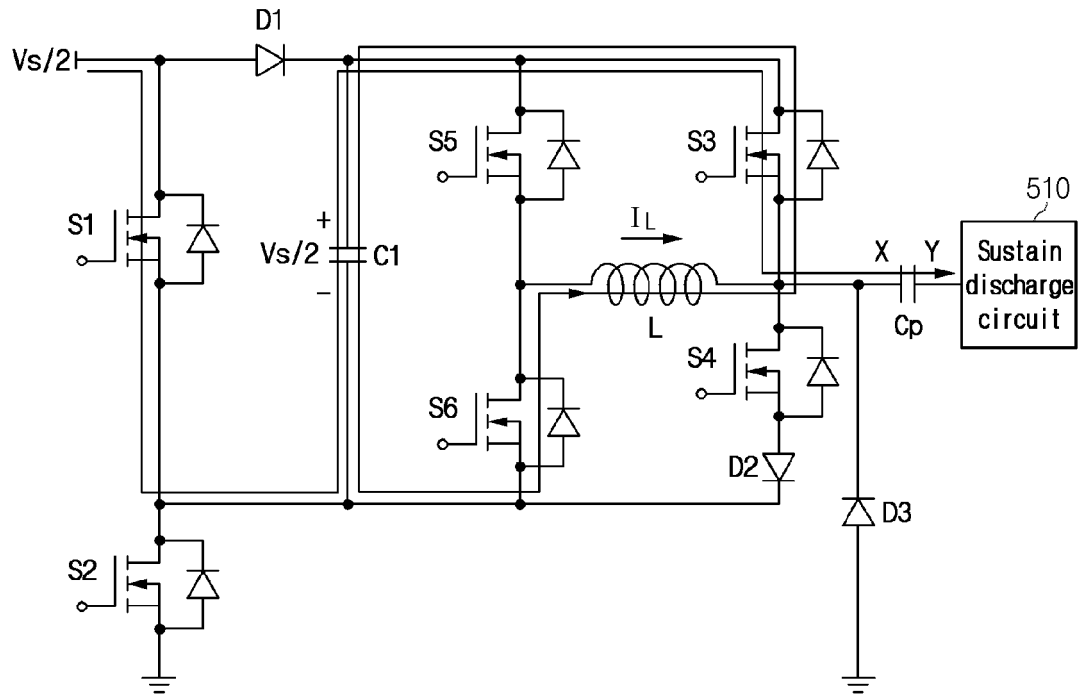 D1
Vs/2
S5
S3
510
S1
+
Vs/2
C1
−
IL
X
Y
Sustain
discharge
circuit
L
Cp
S4
S6
D2
D3
S2